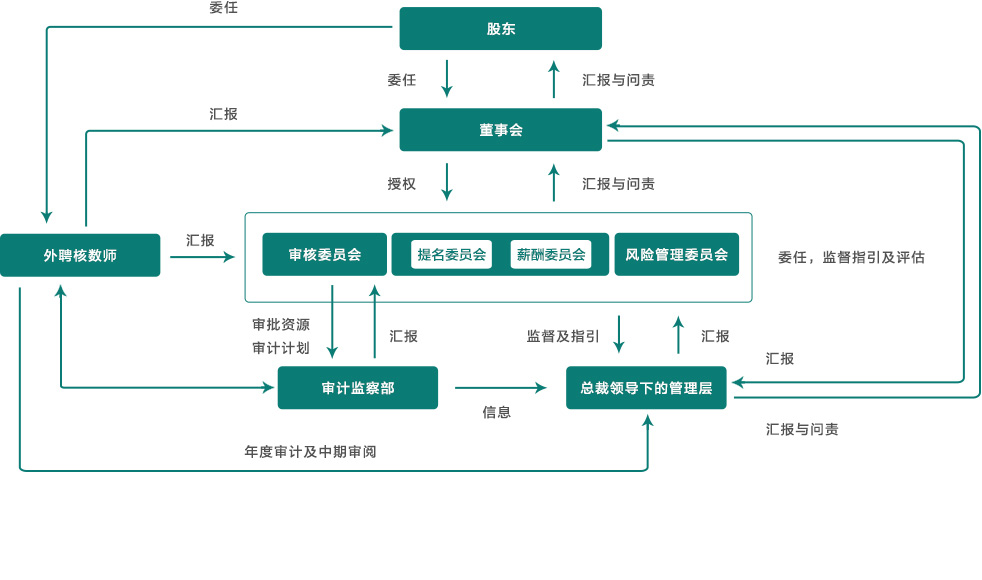 委任
股东
委任
汇报与问责
汇报
董事会
授权
汇报与问责
外聘核数师
汇报
审核委员会
提名委员会
薪酬委员会
风险管理委员会
委任，监督指引及评估
审批资源
审计计划
汇报
监督及指引
汇报
汇报
审计监察部
信息
总裁领导下的管理层
汇报与问责
年度审计及中期审阅